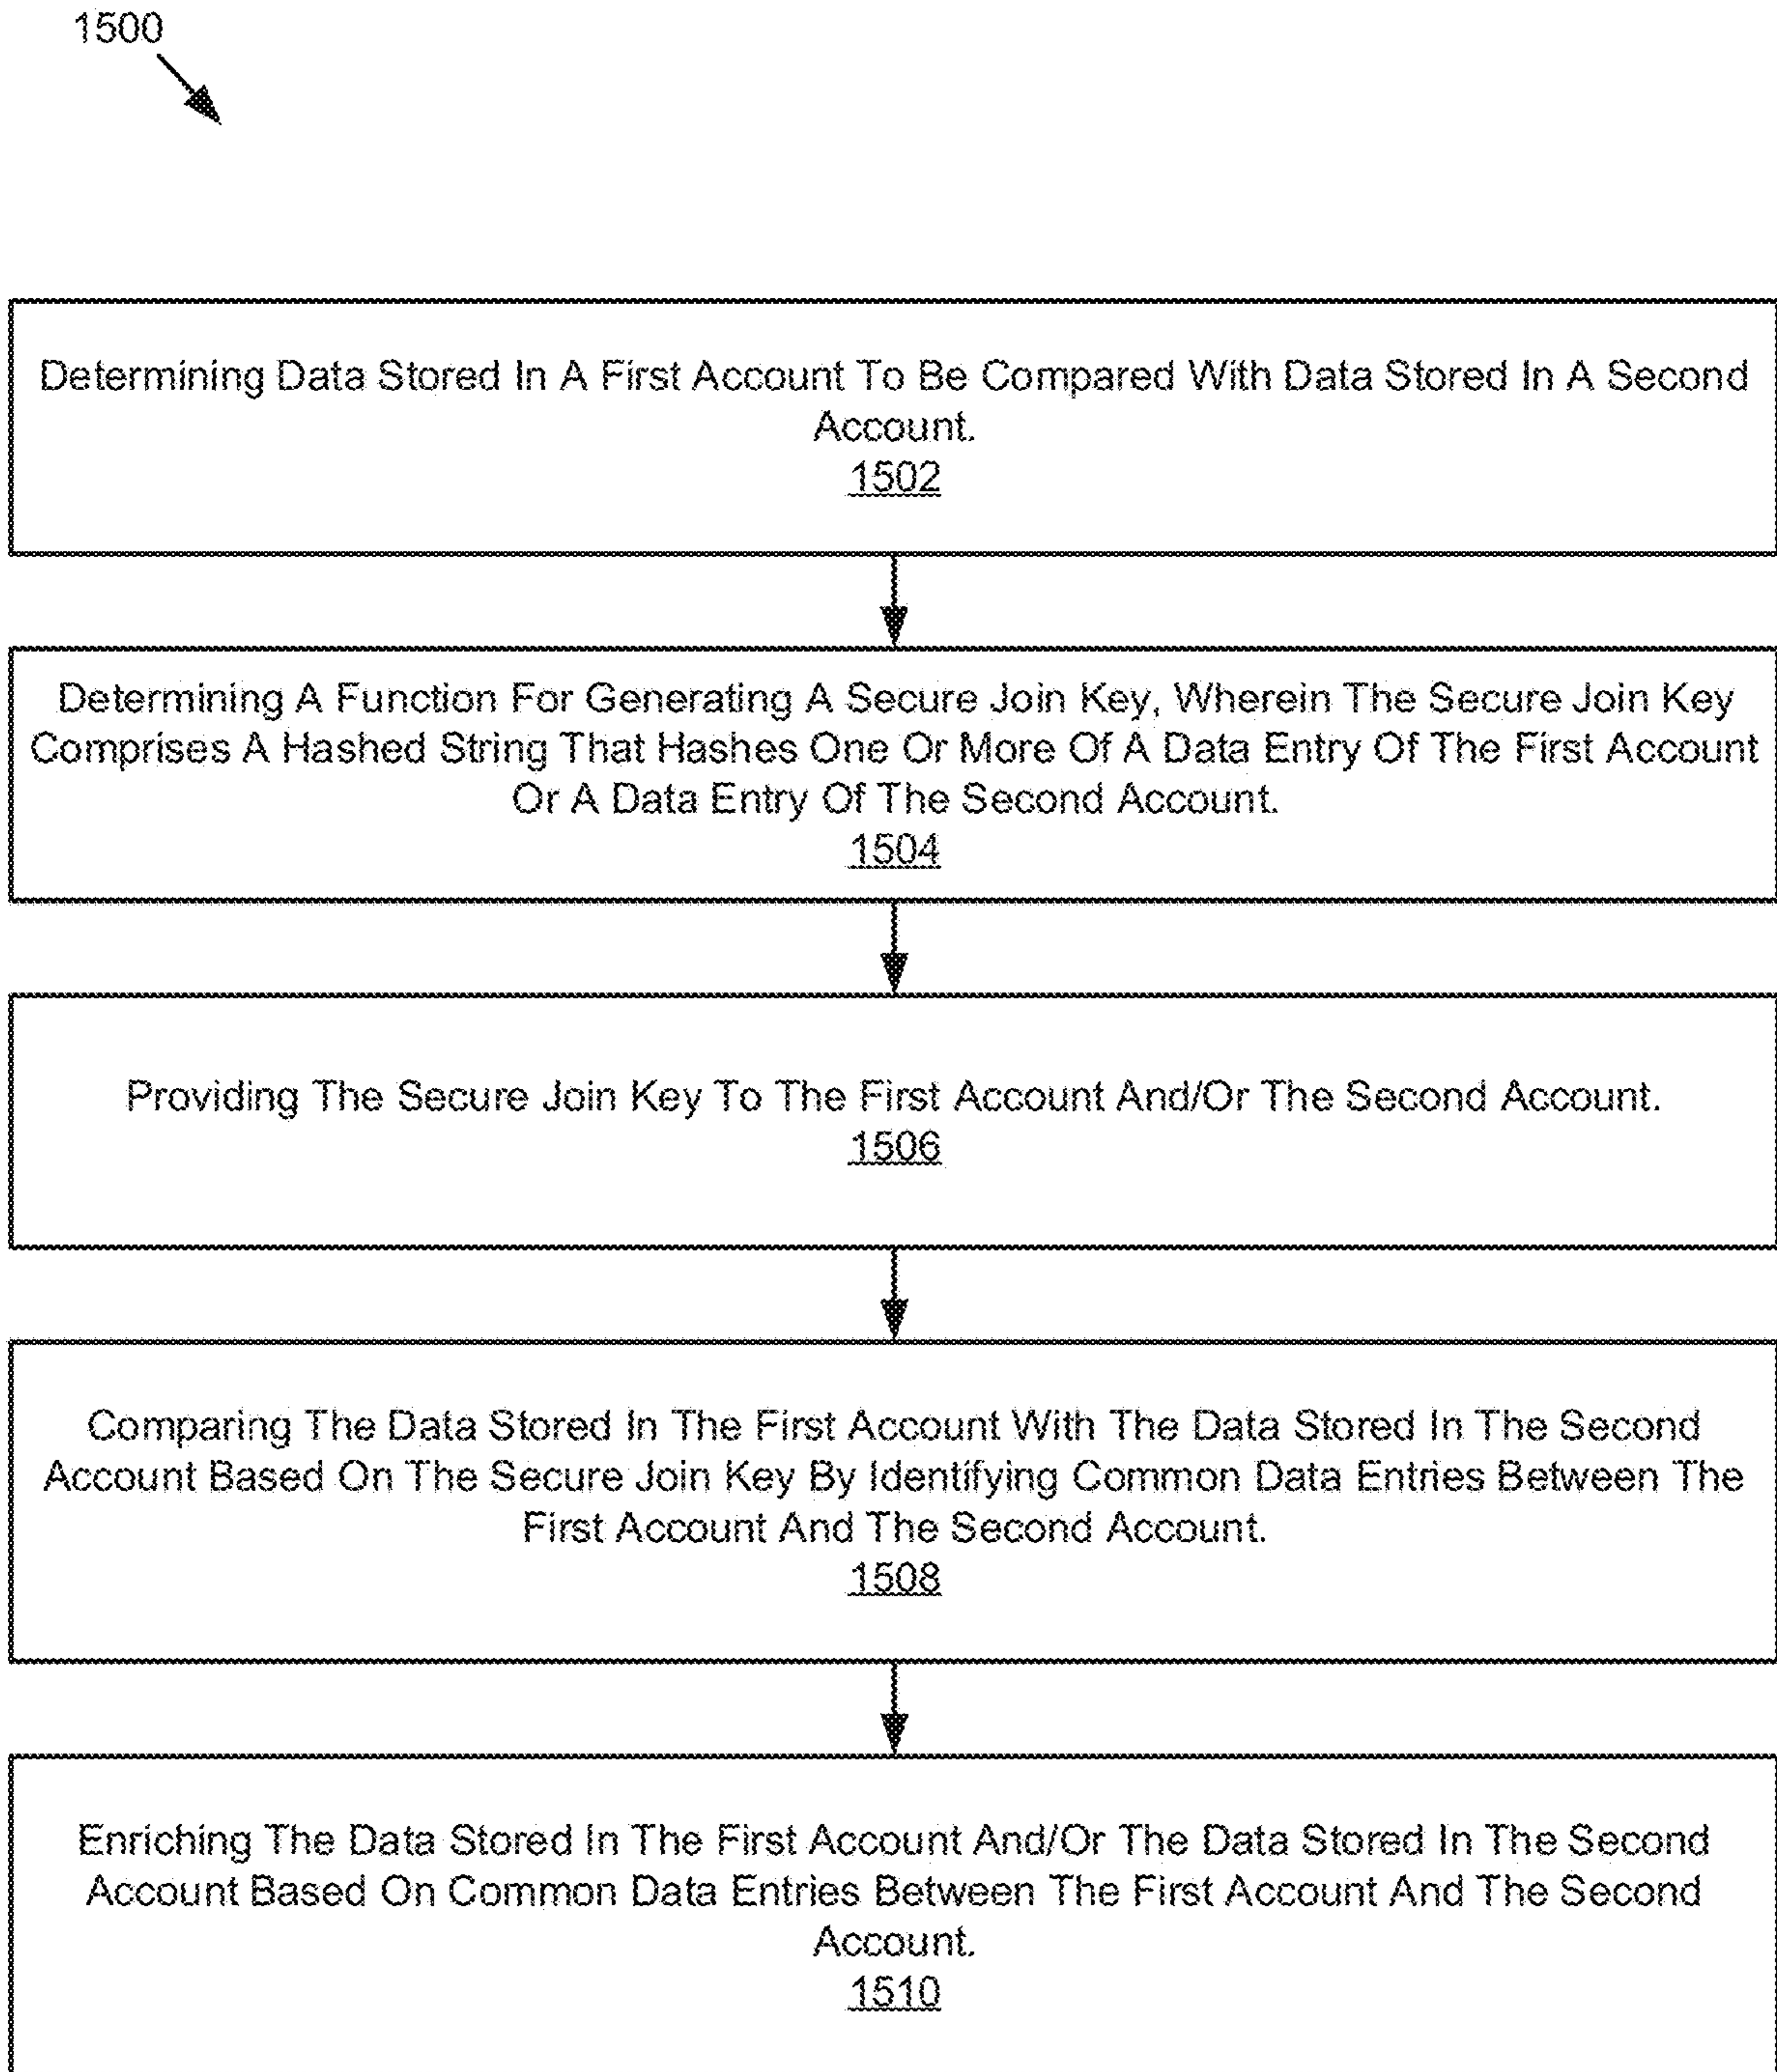 1500
Determining Data Stored In A First Account To Be Compared With Data Stored In A Second
Account.
1502
Determining A Function For Generating A Secure Join Key, Wherein The Secure Join Key
Comprises A Hashed String That Hashes One Or More Of A Data Entry Of The First Account
Or A Data Entry Of The Second Account.
1504
Providing The Secure Join Key To The First Account And/Or The Second Account.
1506
Comparing The Data Stored In The First Account With The Data Stored In The Second
Account Based On The Secure Join Key By Identifying Common Data Entries Between The
First Account And The Second Account.
1508
Enriching The Data Stored In The First Account And/Or The Data Stored In The Second
Account Based On Common Data Entries Between The First Account And The Second
Account.
1510